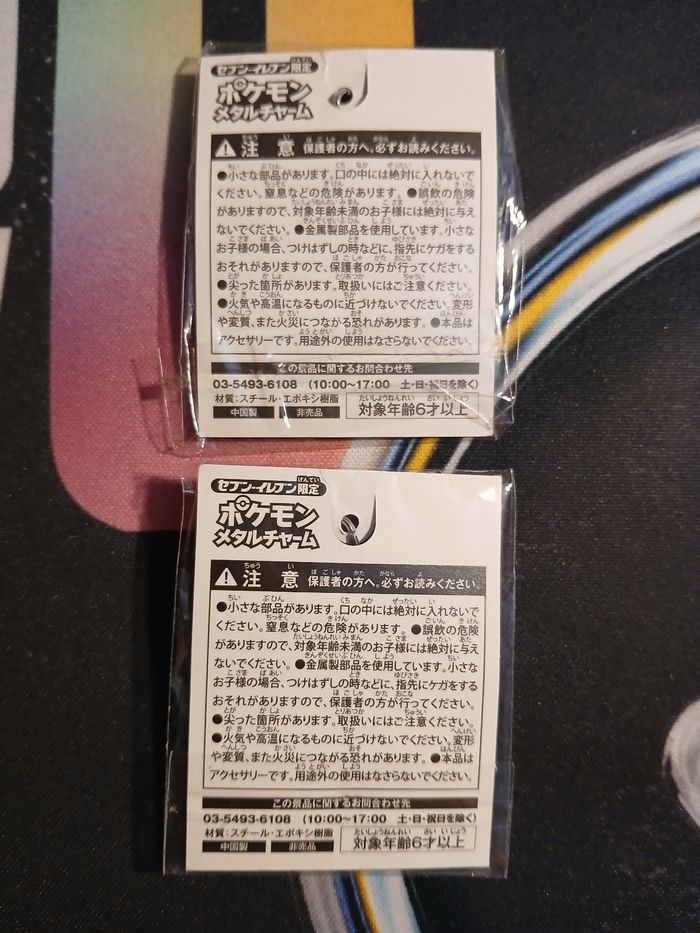 セブン-イレブン限定
ポケモン
メタルチャーム
注意 保護者の方へ。必ずお読みください。
●小さな部品があります。口の中には絶対に入れないで
ください。窒息などの危険があります。●誤飲の危険
がありますので、対象年齢未満のお子様には絶対に与え
ないでください。●金属製部品を使用しています。小さな
お子様の場合、つけはずしの時などに、指先にケガをする
おそれがありますので、保護者の方が行ってください。
●尖った箇所があります。取扱いにはご注意ください。
●火気や高温になるものに近づけないでください。変形
や変質、また火災につながる恐れがあります。●本品は
アクセサリーです。用途外の使用はなさらないでください。
この景品に関するお問合わせ先
03-5493-6108 (10:00〜17:00 土・日・祝日を除く)
材質：スチール・エポキシ樹脂
中国製 非売品 対象年齢6才以上
セブン-イレブン限定
ポケモン
メタルチャーム
注意 保護者の方へ。必ずお読みください。
●小さな部品があります。口の中には絶対に入れないで
ください。窒息などの危険があります。●誤飲の危険
がありますので、対象年齢未満のお子様には絶対に与え
ないでください。●金属製部品を使用しています。小さな
お子様の場合、つけはずしの時などに、指先にケガをする
おそれがありますので、保護者の方が行ってください。
●尖った箇所があります。取扱いにはご注意ください。
●火気や高温になるものに近づけないでください。変形
や変質、また火災につながる恐れがあります。●本品は
アクセサリーです。用途外の使用はなさらないでください。
この景品に関するお問合わせ先
03-5493-6108 (10:00〜17:00 土・日・祝日を除く)
材質：スチール・エポキシ樹脂
中国製 非売品 対象年齢6才以上